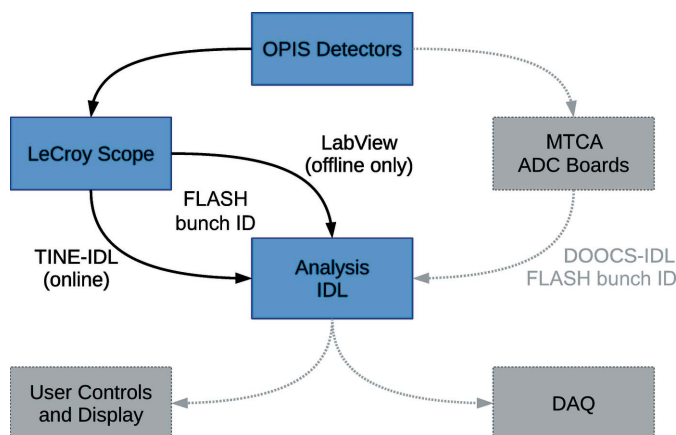 OPIS Detectors
LeCroy Scope
LabView
(offline only)
MTCA
ADC Boards
FLASH
bunch ID
TINE-IDL
(online)
Analysis
IDL
DOOCS-IDL
FLASH bunch ID
User Controls
and Display
DAQ